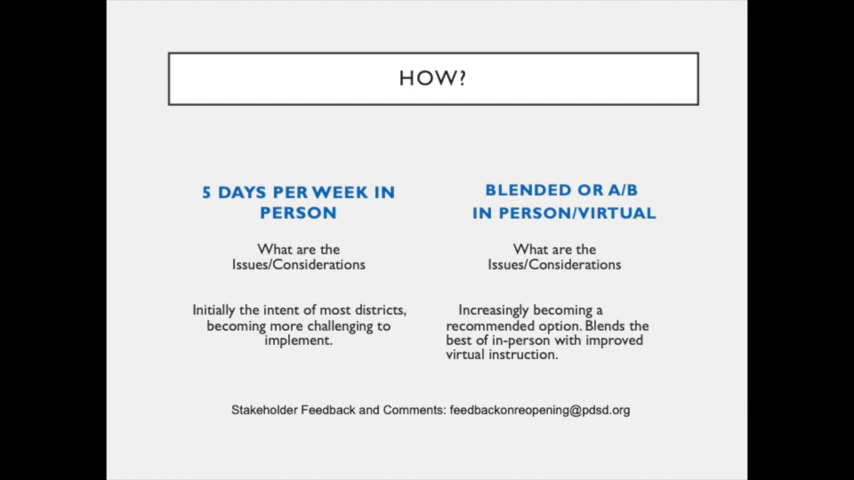 HOW?
5 DAYS PER WEEK IN
PERSON
What are the
Issues/Considerations
Initially the intent of most districts,
becoming more challenging to
implement.
BLENDED OR A/B
IN PERSON/VIRTUAL
What are the
Issues/Considerations
Increasingly becoming a
recommended option. Blends the
best of in-person with improved
virtual instruction.
Stakeholder Feedback and Comments: feedbackonreopening@pdsd.org